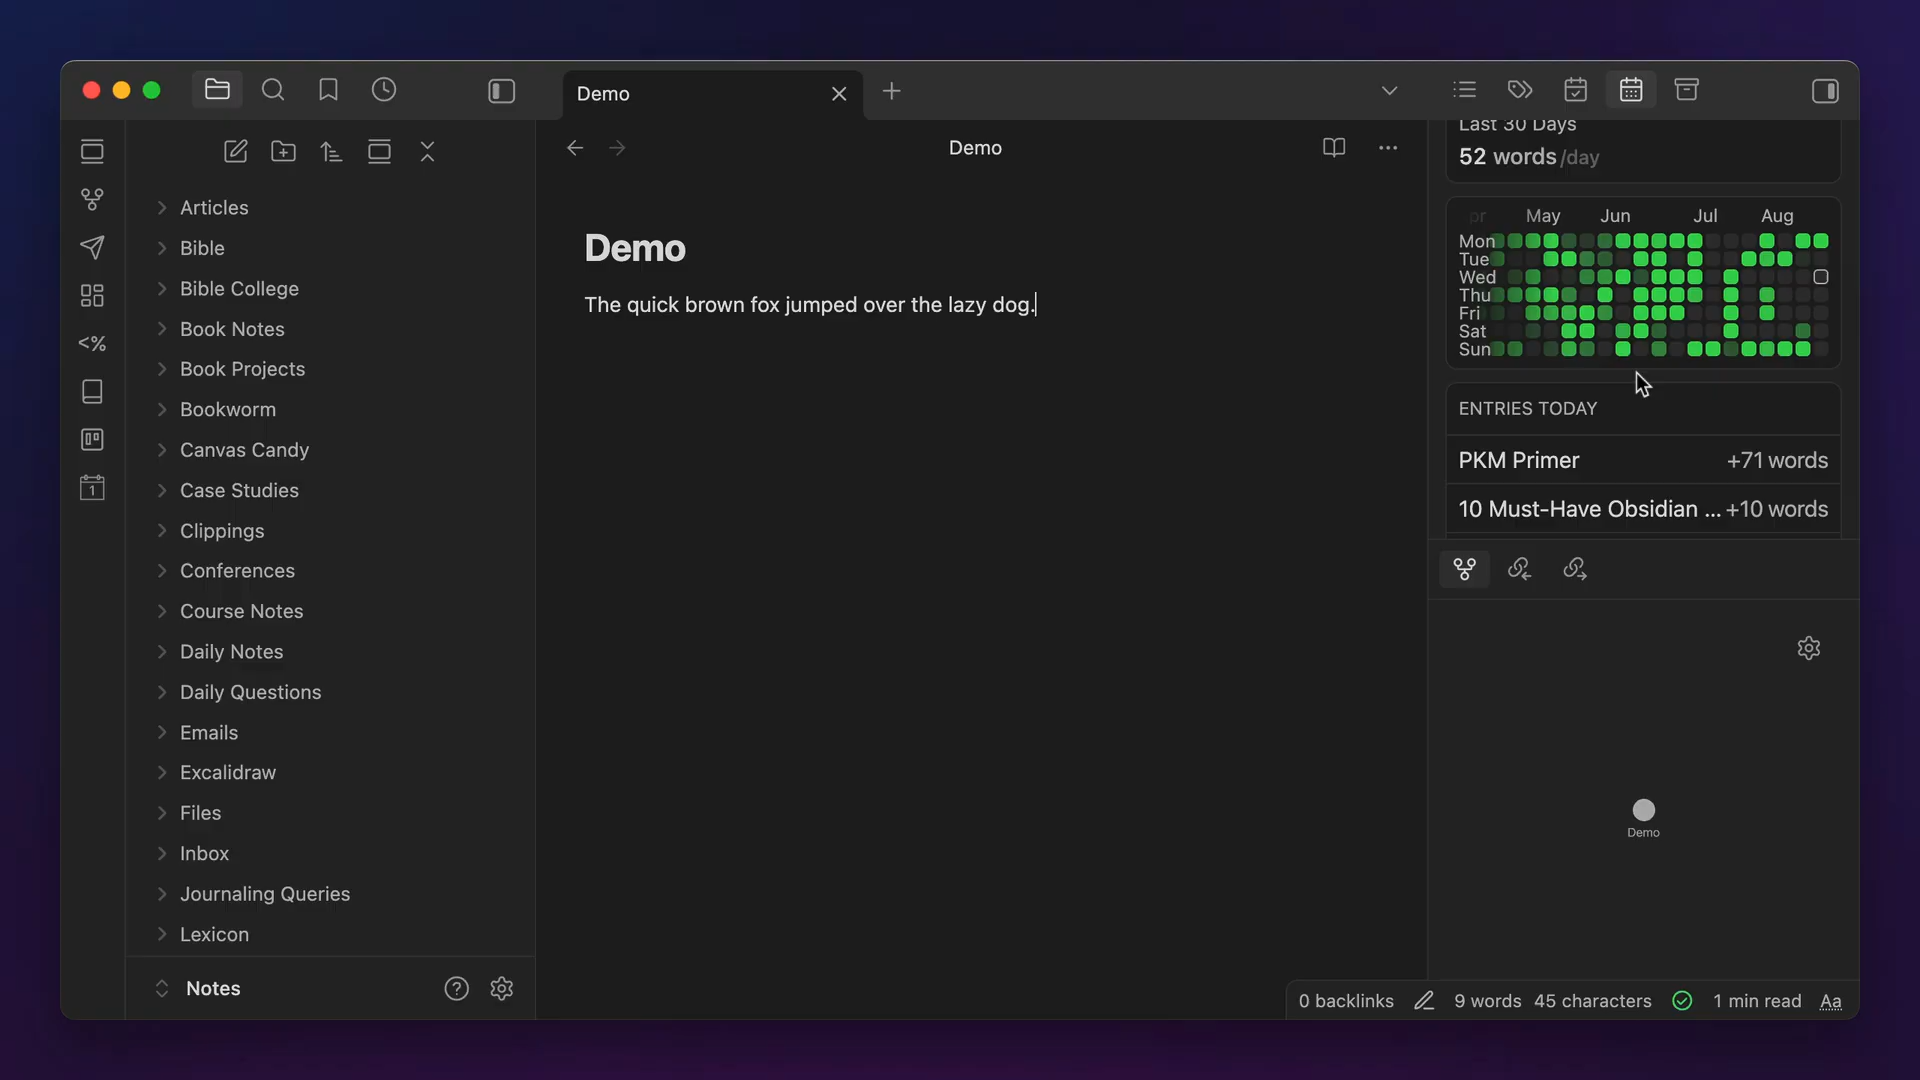 Demo
Articles
Bible
Bible College
Book Notes
Book Projects
Bookworm
Canvas Candy
Case Studies
Clippings
Conferences
Course Notes
Daily Notes
Daily Questions
Emails
Excalidraw
Files
Inbox
Journaling Queries
Lexicon
Notes
<%
1
Demo
Demo
The quick brown fox jumped over the lazy dog.
Last 30 Days
52 words/day
pr May Jun Jul Aug
Mon
Tue
Wed
Thu
Fri
Sat
Sun
ENTRIES TODAY
PKM Primer +71 words
10 Must-Have Obsidian ... +10 words
Demo
0 backlinks 9 words 45 characters 1 min read Aa